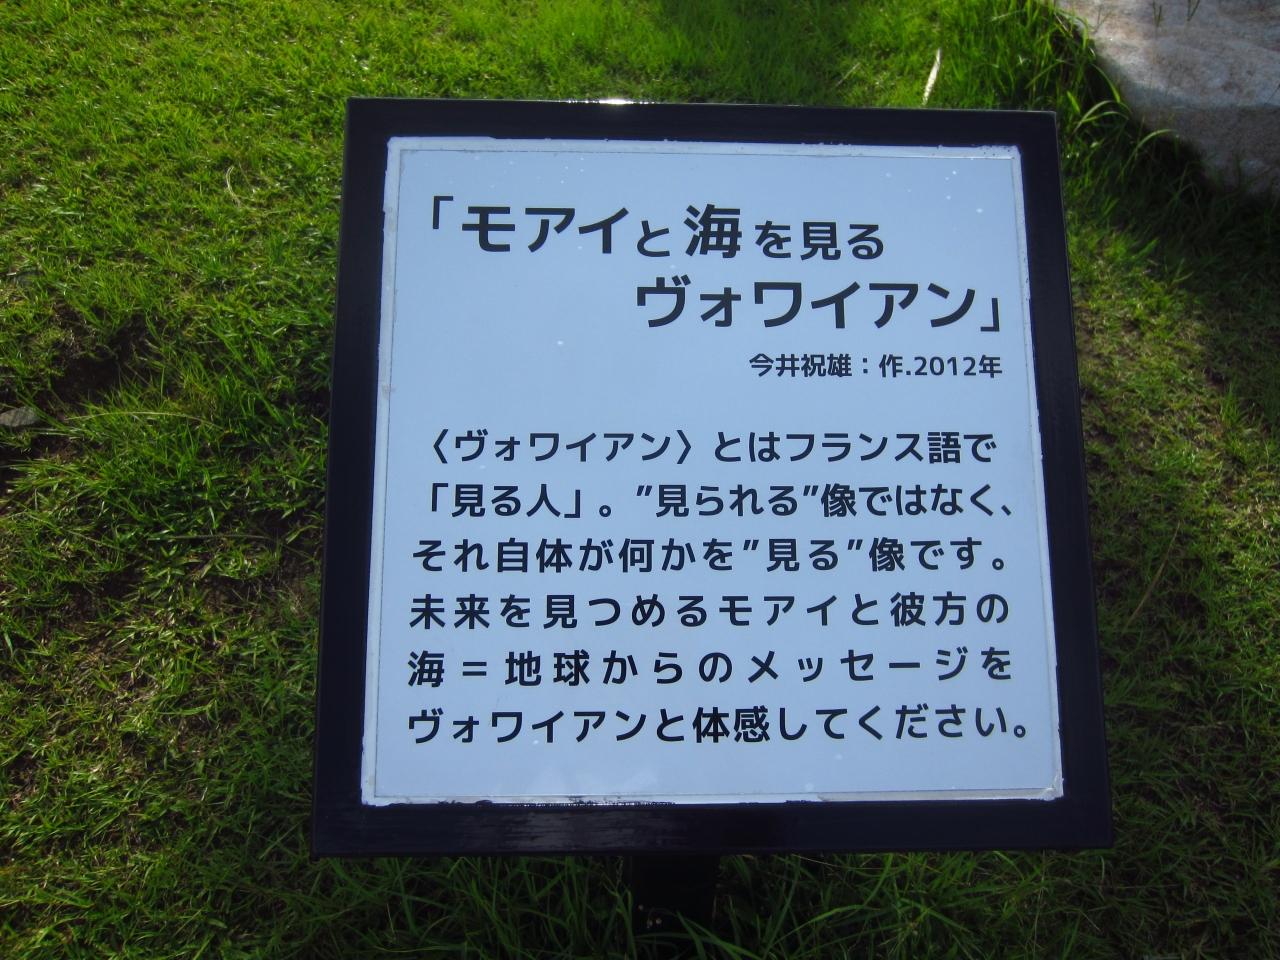 「モアイと海を見る
ヴォワイアン」
今井祝雄：作.2012年
〈ヴォワイアン〉とはフランス語で
「見る人」。"見られる"像ではなく、
それ自体が何かを"見る"像です。
未来を見つめるモアイと彼方の
海＝地球からのメッセージを
ヴォワイアンと体感してください。